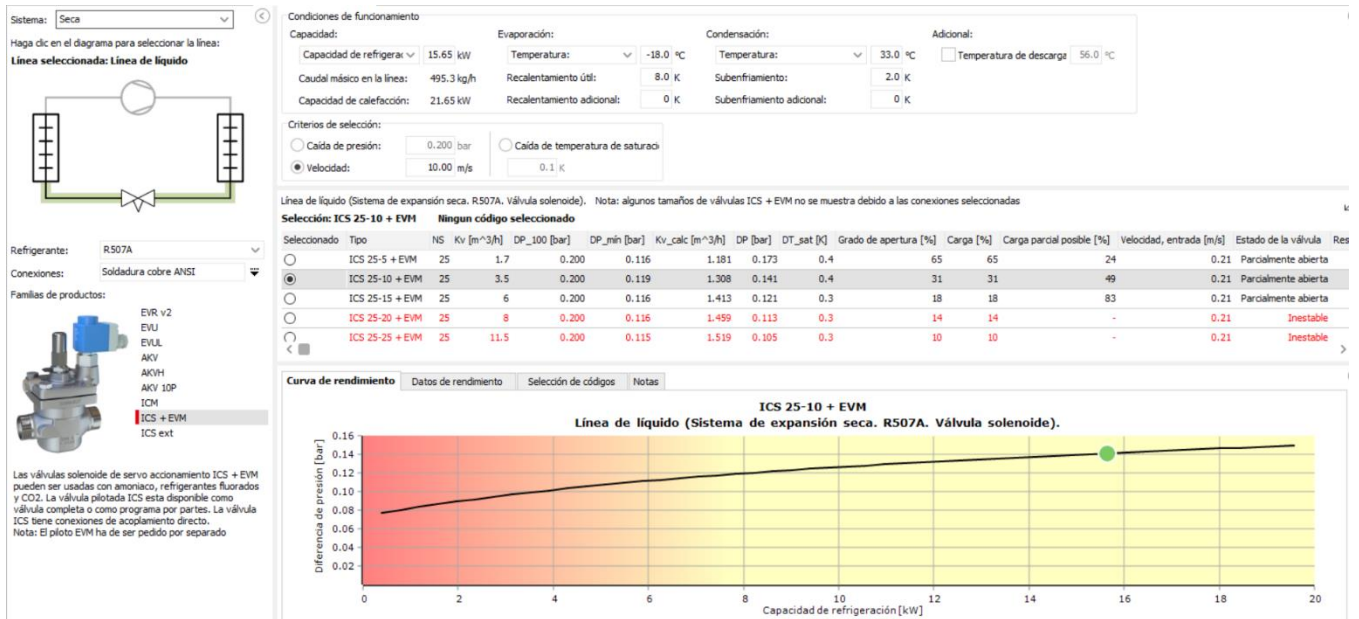 Sistema: Seca
Haga clic en el diagrama para seleccionar la línea:
Línea seleccionada: Línea de líquido
Refrigerante: R507A
Conexiones: Soldadura cobre ANSI
Familias de productos:
EVR v2
EVU
EVUL
AKV
AKVH
AKV 10P
ICM
ICS + EVM
ICS ext
Las válvulas solenoide de servo accionamiento ICS + EVM
pueden ser usadas con amoniaco, refrigerantes fluorados
y CO2. La válvula pilotada ICS esta disponible como
válvula completa o como programa por partes. La válvula
ICS tiene conexiones de acoplamiento directo.
Nota: El piloto EVM ha de ser pedido por separado
Condiciones de funcionamiento
Capacidad: Evaporación: Condensación: Adicional:
Capacidad de refrigerac 15.65 kW Temperatura: -18.0 ºC Temperatura: 33.0 ºC Temperatura de descarga 56.0 ºC
Caudal másico en la línea: 495.3 kg/h Recalentamiento útil: 8.0 K Subenfriamiento: 2.0 K
Capacidad de calefacción: 21.65 kW Recalentamiento adicional: 0 K Subenfriamiento adicional: 0 K
Criterios de selección:
Caída de presión: 0.200 bar Caída de temperatura de saturaci
Velocidad: 10.00 m/s 0.1 K
Línea de líquido (Sistema de expansión seca. R507A. Válvula solenoide). Nota: algunos tamaños de válvulas ICS + EVM no se muestra debido a las conexiones seleccionadas
Selección: ICS 25-10 + EVM Ningun código seleccionado
Seleccionado Tipo NS Kv [m^3/h] DP_100 [bar] DP_mín [bar] Kv_calc [m^3/h] DP [bar] DT_sat [K] Grado de apertura [%] Carga [%] Carga parcial posible [%] Velocidad, entrada [m/s] Estado de la válvula Res
ICS 25-5 + EVM 25 1.7 0.200 0.116 1.181 0.173 0.4 65 65 24 0.21 Parcialmente abierta
ICS 25-10 + EVM 25 3.5 0.200 0.119 1.308 0.141 0.4 31 31 49 0.21 Parcialmente abierta
ICS 25-15 + EVM 25 6 0.200 0.116 1.413 0.121 0.3 18 18 83 0.21 Parcialmente abierta
ICS 25-20 + EVM 25 8 0.200 0.116 1.459 0.113 0.3 14 14 - 0.21 Inestable
ICS 25-25 + EVM 25 11.5 0.200 0.115 1.519 0.105 0.3 10 10 - 0.21 Inestable
Curva de rendimiento Datos de rendimiento Selección de códigos Notas
ICS 25-10 + EVM
Línea de líquido (Sistema de expansión seca. R507A. Válvula solenoide).
Diferencia de presión [bar]
0.16
0.14
0.12
0.10
0.08
0.06
0.04
0.02
0 2 4 6 8 10 12 14 16 18 20
Capacidad de refrigeración [kW]